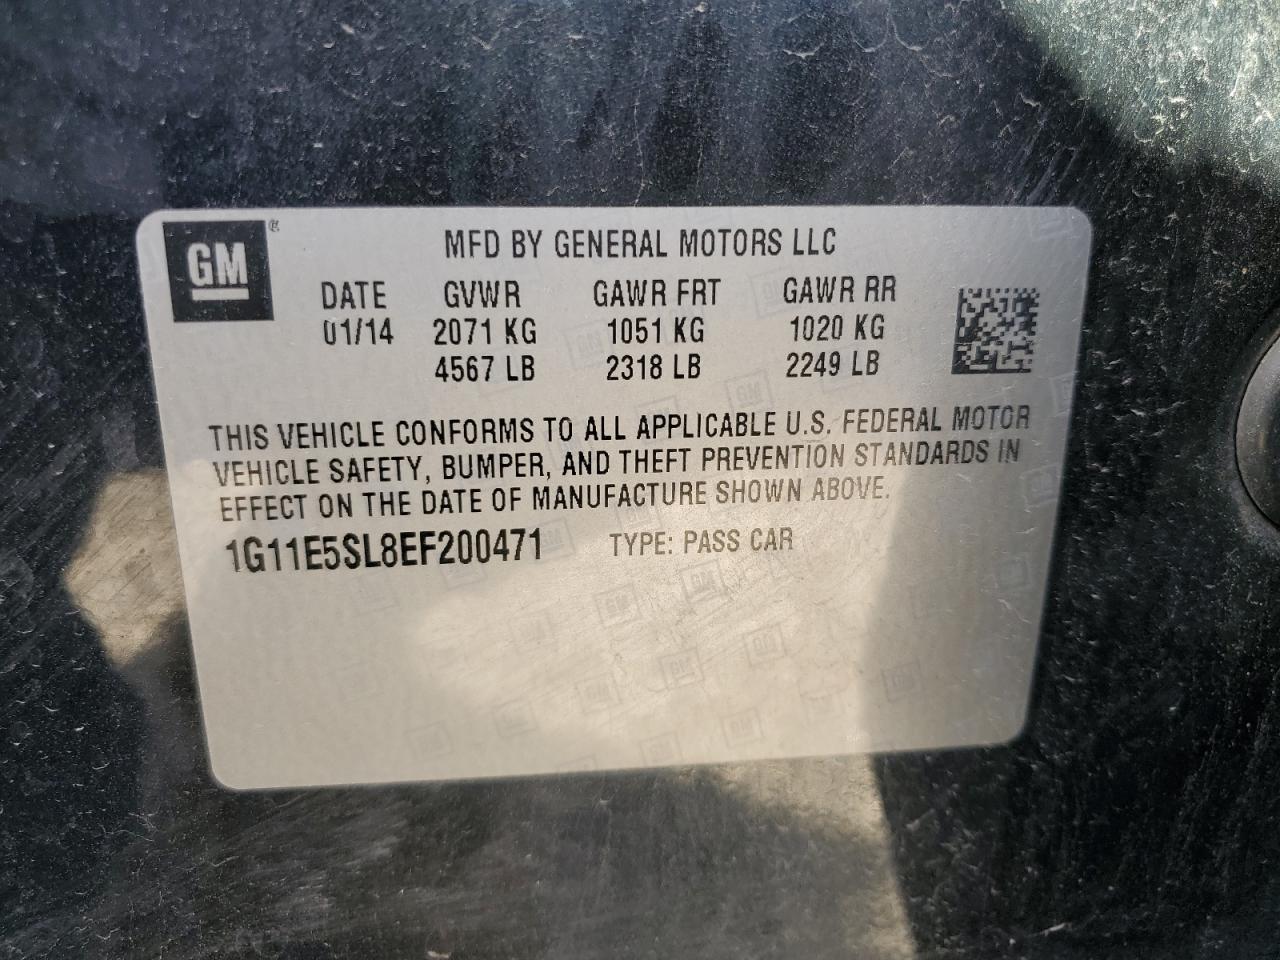 GM
MFD BY GENERAL MOTORS LLC
DATE GVWR GAWR FRT GAWR RR
01/14 2071 KG 1051 KG 1020 KG
4567 LB 2318 LB 2249 LB
THIS VEHICLE CONFORMS TO ALL APPLICABLE U.S. FEDERAL MOTOR
VEHICLE SAFETY, BUMPER, AND THEFT PREVENTION STANDARDS IN
EFFECT ON THE DATE OF MANUFACTURE SHOWN ABOVE.
1G11E5SL8EF200471 TYPE: PASS CAR